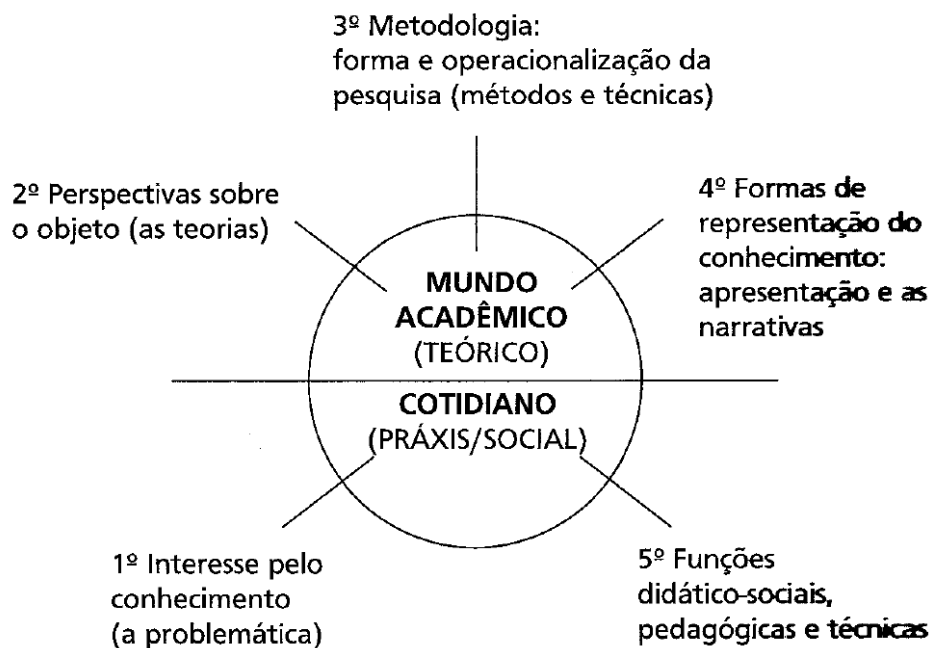 3º Metodologia:
forma e operacionalização da
pesquisa (métodos e técnicas)
2º Perspectivas sobre
o objeto (as teorias)
4º Formas de
representação do
conhecimento:
apresentação e as
narrativas
MUNDO
ACADÊMICO
(TEÓRICO)
COTIDIANO
(PRÁXIS/SOCIAL)
1º Interesse pelo
conhecimento
(a problemática)
5º Funções
didático-sociais,
pedagógicas e técnicas